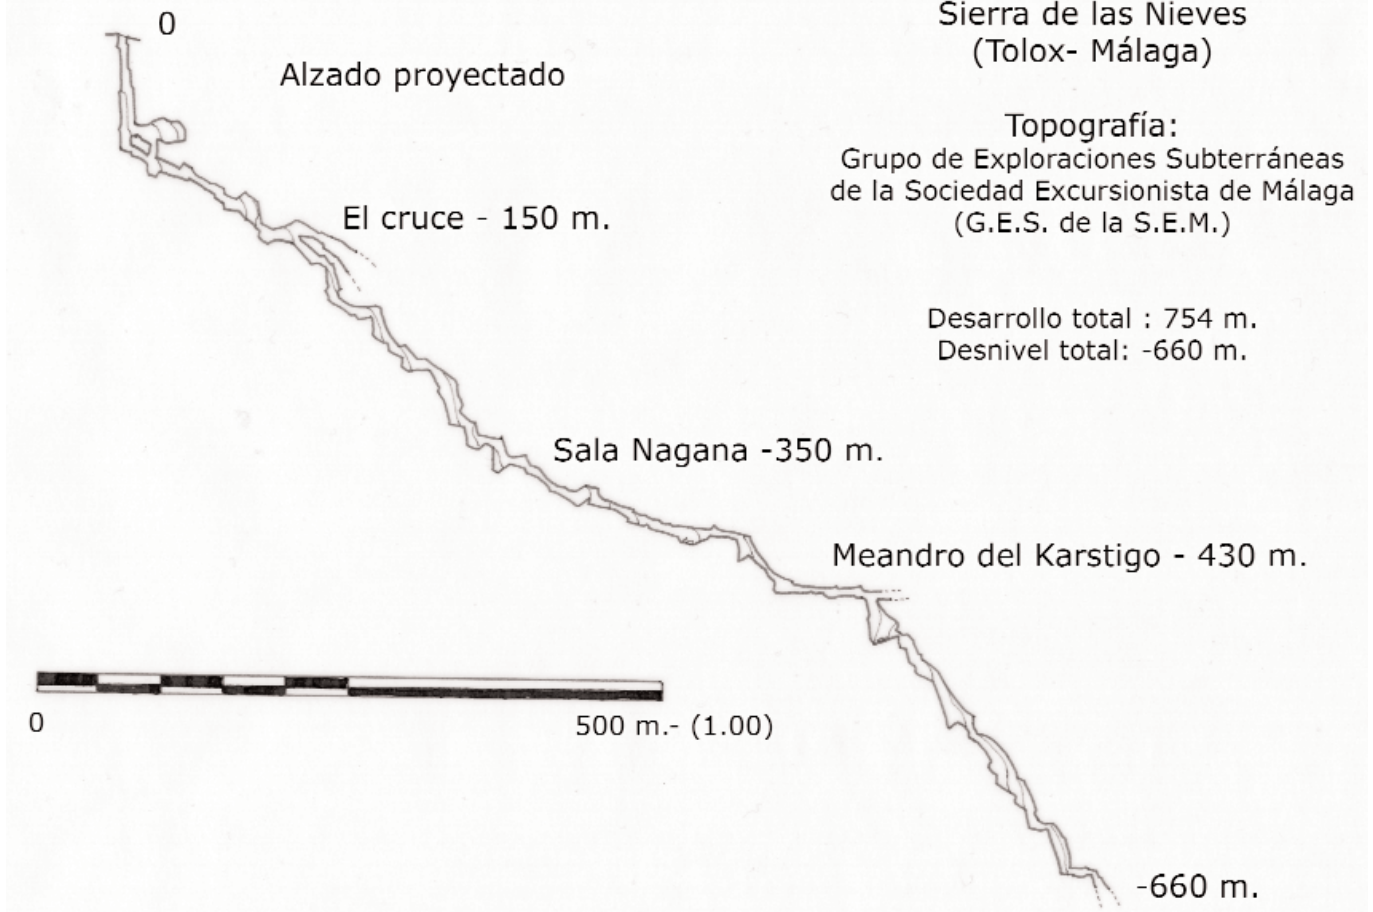 0
Alzado proyectado
Sierra de las Nieves
(Tolox- Málaga)
Topografía:
Grupo de Exploraciones Subterráneas
de la Sociedad Excursionista de Málaga
(G.E.S. de la S.E.M.)
Desarrollo total : 754 m.
Desnivel total: -660 m.
El cruce - 150 m.
Sala Nagana -350 m.
Meandro del Karstigo - 430 m.
0
500 m.- (1.00)
-660 m.